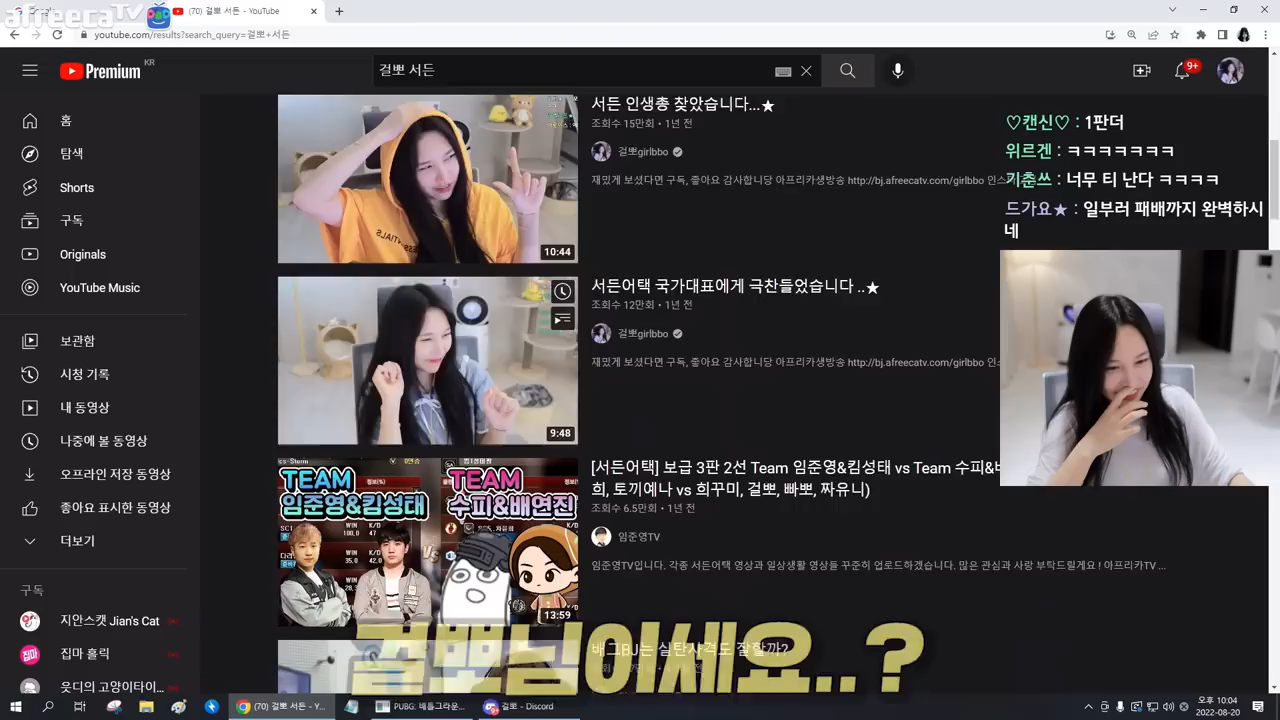 afreecaTV
(70) 걸뽀 서든 - YouTube
youtube.com/results?search_query=걸뽀+서든
Premium KR
걸뽀 서든
9+
홈
탐색
Shorts
구독
Originals
YouTube Music
보관함
시청 기록
내 동영상
나중에 볼 동영상
오프라인 저장 동영상
좋아요 표시한 동영상
더보기
구독
지안스캣 Jian's Cat
집마 홀릭
읏디의 고양이타이...
10:44
서든 인생총 찾았습니다...★
조회수 15만회 • 1년 전
걸뽀girlbbo
재밌게 보셨다면 구독, 좋아요 감사합니당 아프리카생방송 http://bj.afreecatv.com/girlbbo 인스
9:48
서든어택 국가대표에게 극찬들었습니다 ..★
조회수 12만회 • 1년 전
걸뽀girlbbo
재밌게 보셨다면 구독, 좋아요 감사합니당 아프리카생방송 http://bj.afreecatv.com/girlbbo 인스
TEAM
임준영&킴성태
TEAM
수피&배연진
VS
13:59
[서든어택] 보급 3판 2선 Team 임준영&킴성태 vs Team 수피&
희, 토끼예나 vs 희꾸미, 걸뽀, 빠뽀, 짜유니)
조회수 6.5만회 • 1년 전
임준영TV
임준영TV입니다. 각종 서든어택 영상과 일상생활 영상들 꾸준히 업로드하겠습니다. 많은 관심과 사랑 부탁드릴게요 ! 아프리카TV ...
배그BJ는 실탄사격도 잘할까?
♡캔신♡ : 1판더
위르겐 : ㅋㅋㅋㅋㅋㅋㅋ
기춘쓰 : 너무 티 난다 ㅋㅋㅋㅋ
드가요★ : 일부러 패배까지 완벽하시
네
걸뽀님이세요..?
(70) 걸뽀 서든 - Y...
PUBG: 배틀그라운...
걸뽀 - Discord
오후 10:04
2022-08-20